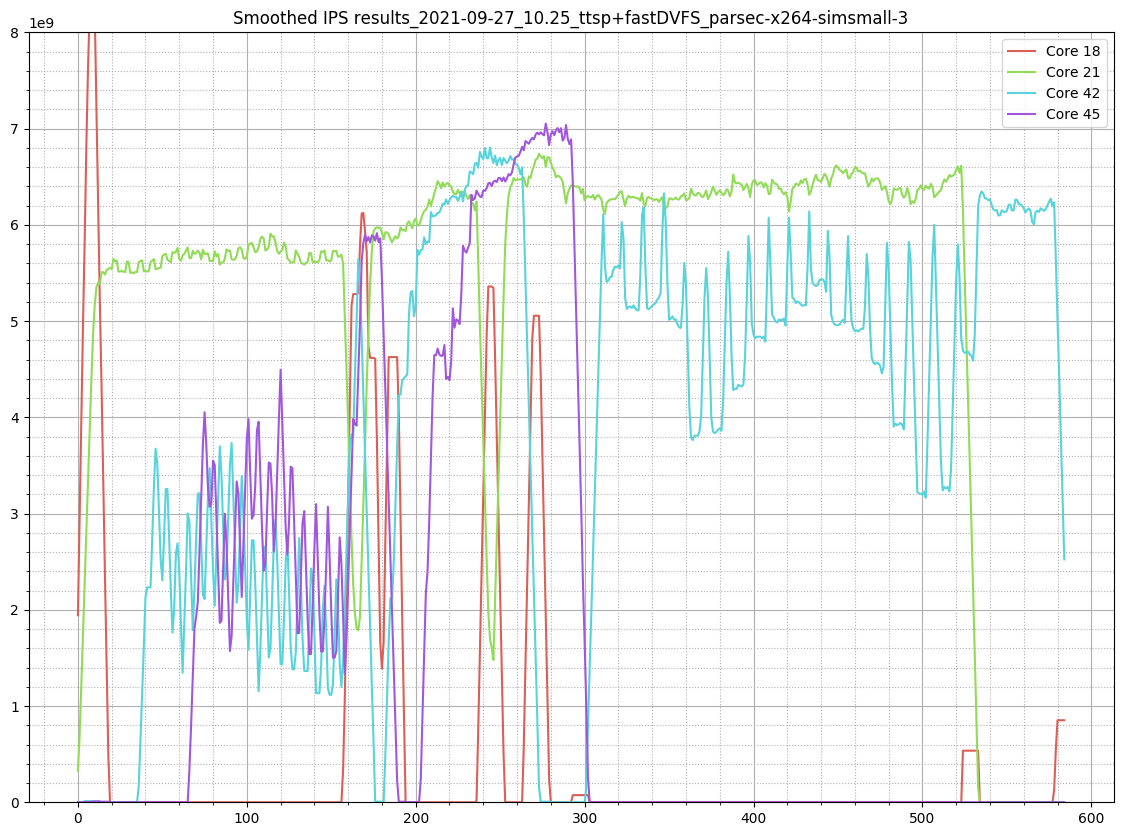 Smoothed IPS results_2021-09-27_10.25_ttsp+fastDVFS_parsec-x264-simsmall-3
1e9
Core 18
Core 21
Core 42
Core 45
8
7
6
5
4
3
2
1
0
0 100 200 300 400 500 600